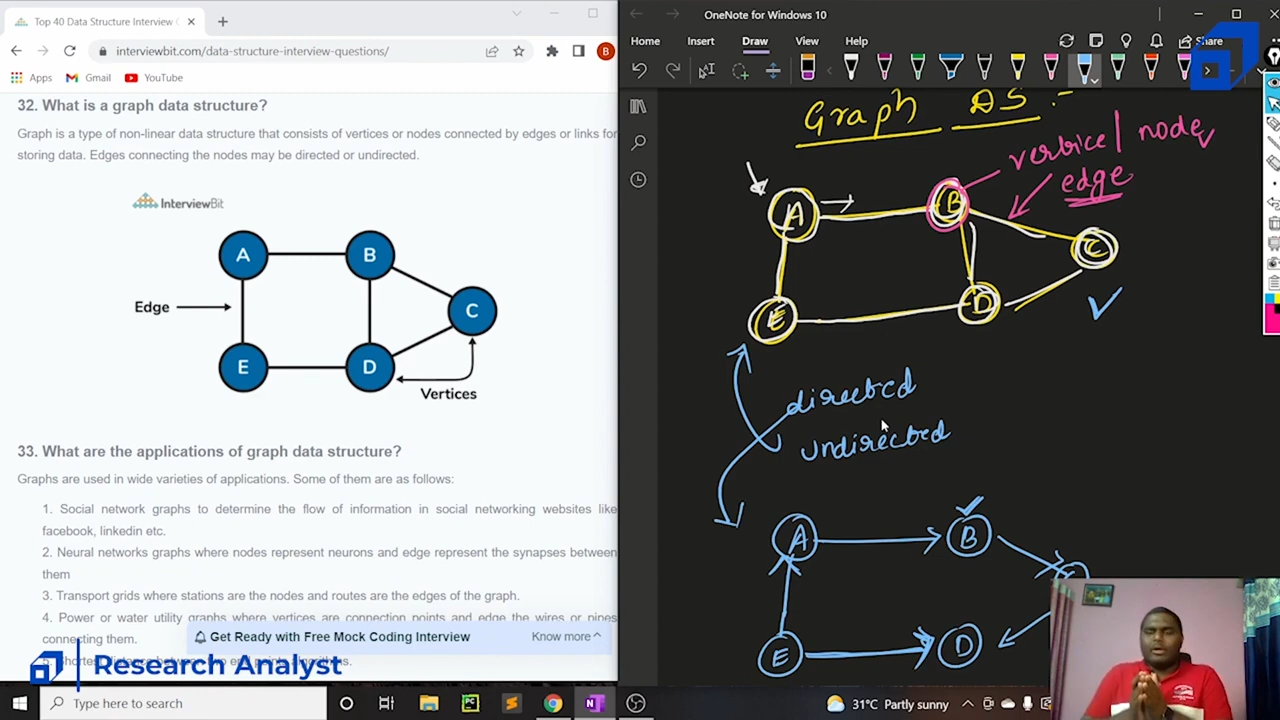 Top 40 Data Structure Interview
interviewbit.com/data-structure-interview-questions/
B
Apps
Gmail
YouTube
32. What is a graph data structure?
Graph is a type of non-linear data structure that consists of vertices or nodes connected by edges or links for
storing data. Edges connecting the nodes may be directed or undirected.
InterviewBit
A
B
Edge
C
E
D
Vertices
33. What are the applications of graph data structure?
Graphs are used in wide varieties of applications. Some of them are as follows:
1. Social network graphs to determine the flow of information in social networking websites like
facebook, linkedin etc.
2. Neural networks graphs where nodes represent neurons and edge represent the synapses between
them
3. Transport grids where stations are the nodes and routes are the edges of the graph.
4. Power or water utility graphs where vertices are connection points and edge the wires or pipes
connecting them.
Get Ready with Free Mock Coding Interview
Know more
5. Shortest distance between two end points algorithms.
Research Analyst
Type here to search
OneNote for Windows 10
Home
Insert
Draw
View
Help
Share
Graph DS :-
verbice | node
edge
A
B
C
E
D
directed
undirected
A
B
E
D
31°C Partly sunny